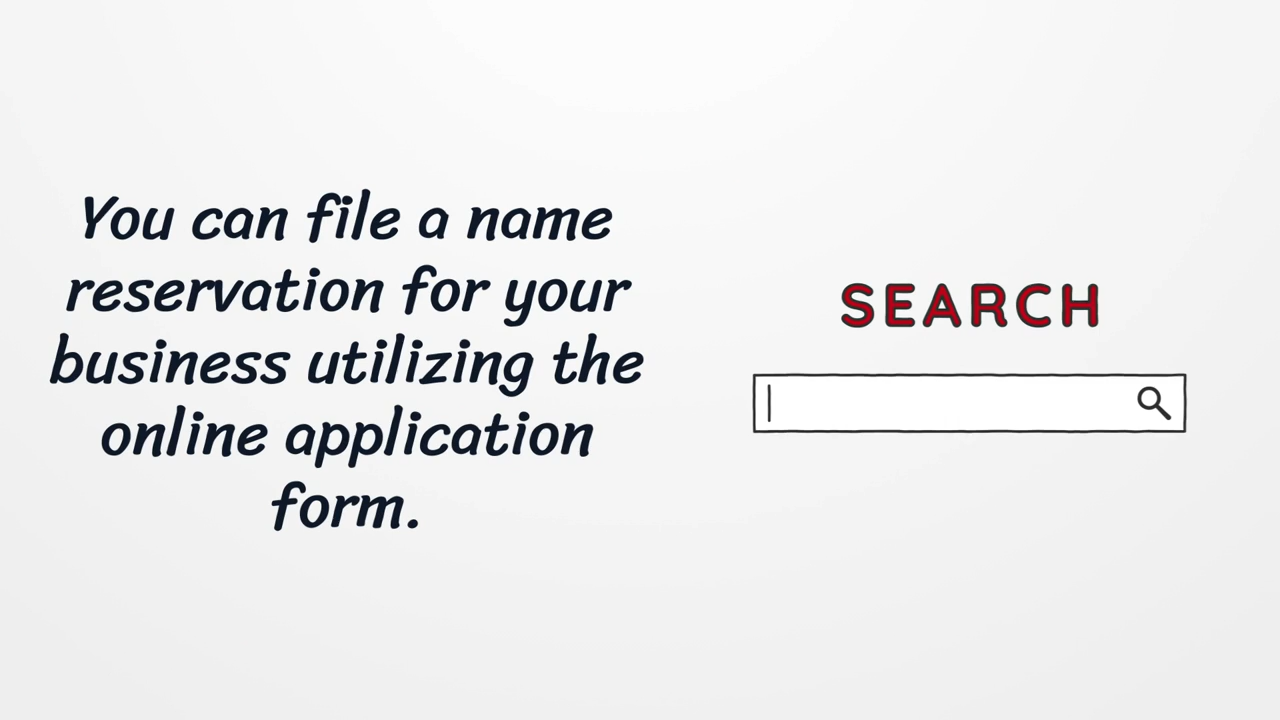 You can file a name
reservation for your
business utilizing the
online application
form.
SEARCH